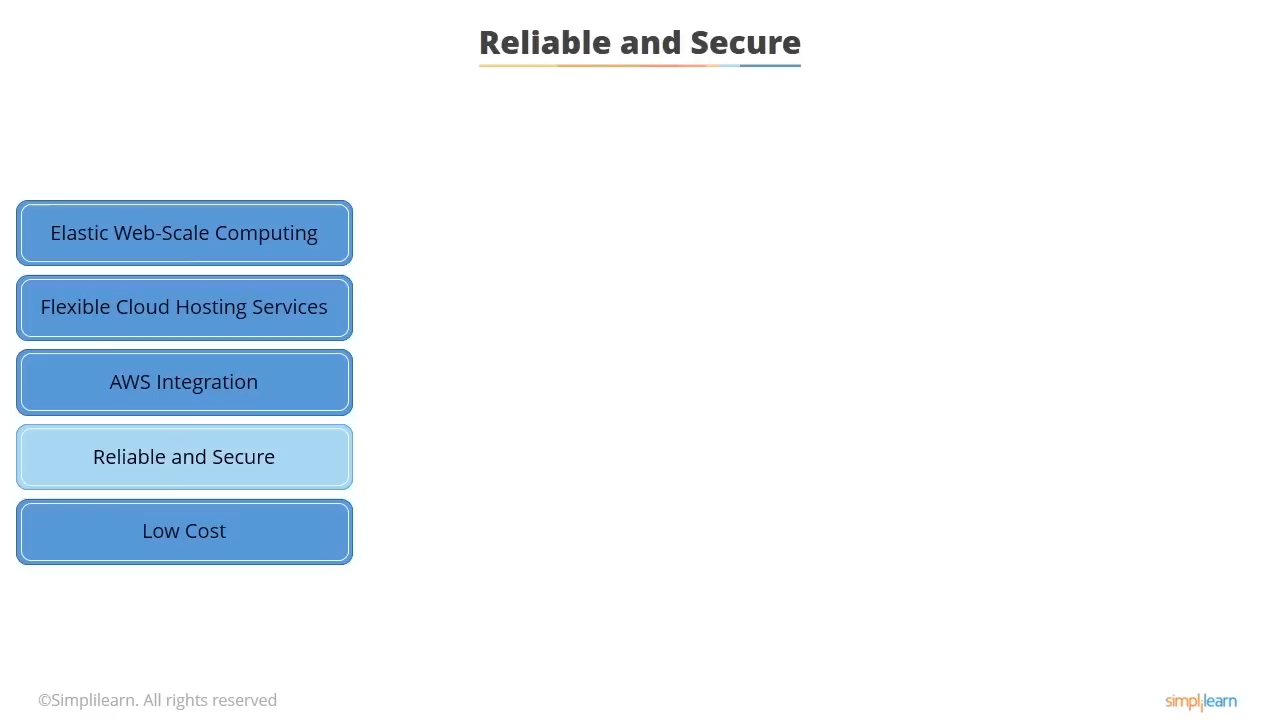 Reliable and Secure
Elastic Web-Scale Computing
Flexible Cloud Hosting Services
AWS Integration
Reliable and Secure
Low Cost
©Simplilearn. All rights reserved
simplilearn